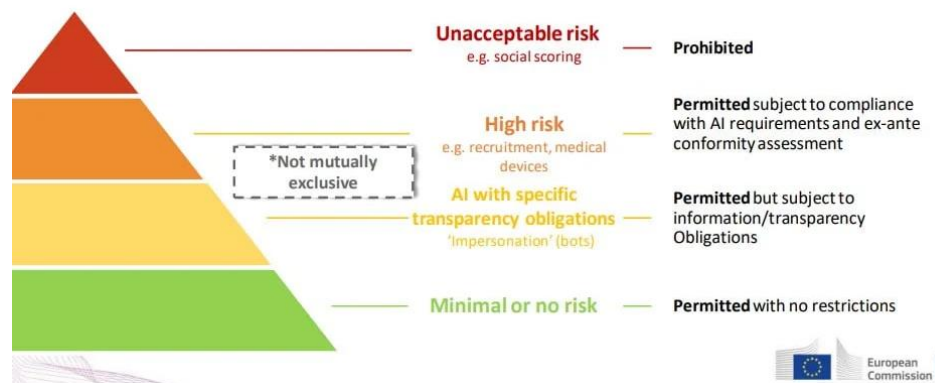 Unacceptable risk
e.g. social scoring
Prohibited
High risk
e.g. recruitment, medical
devices
Permitted subject to compliance
with AI requirements and ex-ante
conformity assessment
*Not mutually
exclusive
AI with specific
transparency obligations
'Impersonation' (bots)
Permitted but subject to
information/transparency
Obligations
Minimal or no risk
Permitted with no restrictions
European
Commission